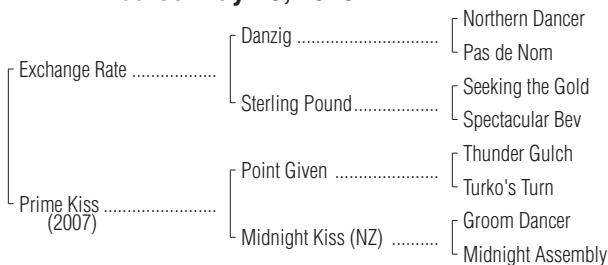 Northern Dancer
Danzig ..................................
Pas de Nom
Exchange Rate ..................
Seeking the Gold
Sterling Pound....................
Spectacular Bev
Thunder Gulch
Point Given .........................
Turko's Turn
Prime Kiss ........................
(2007)
Groom Dancer
Midnight Kiss (NZ) ...........
Midnight Assembly